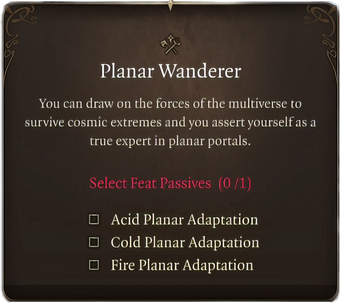 Planar Wanderer
You can draw on the forces of the multiverse to
survive cosmic extremes and you assert yourself as a
true expert in planar portals.
Select Feat Passives (0 /1)
Acid Planar Adaptation
Cold Planar Adaptation
Fire Planar Adaptation